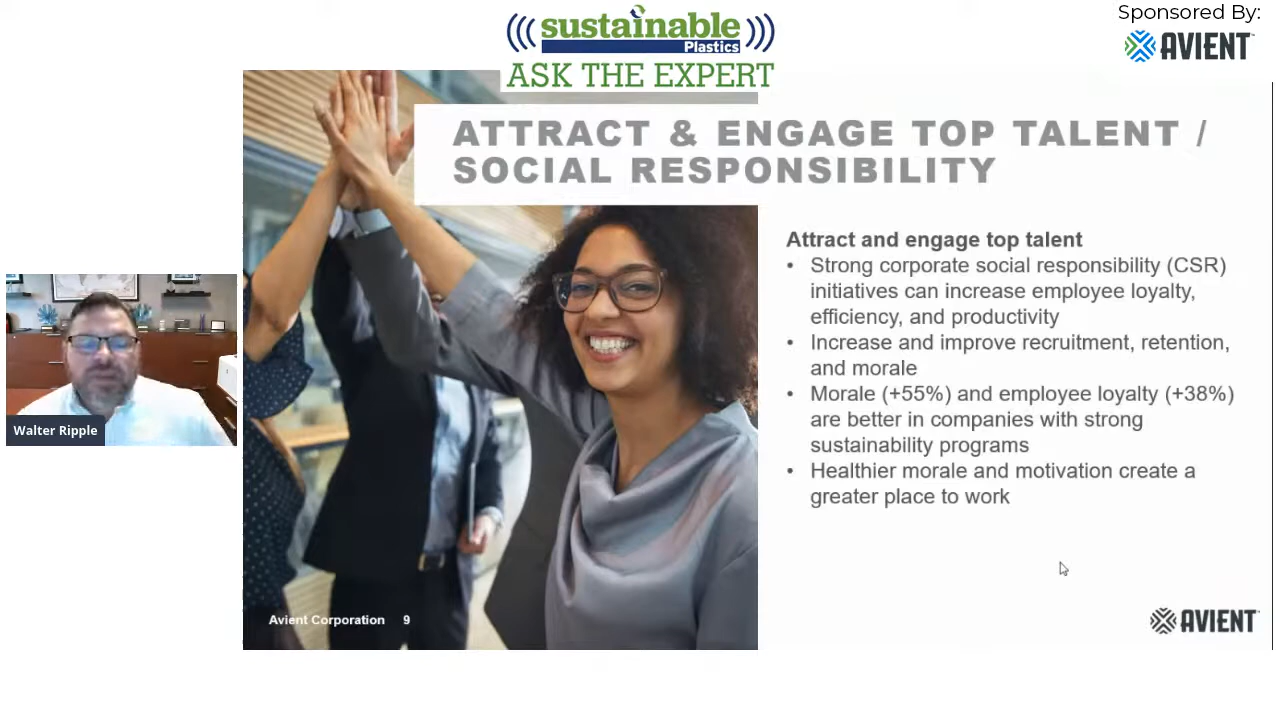 Sponsored By:
AVIENT
sustainable
Plastics
ASK THE EXPERT
ATTRACT & ENGAGE TOP TALENT /
SOCIAL RESPONSIBILITY
Attract and engage top talent
• Strong corporate social responsibility (CSR)
initiatives can increase employee loyalty,
efficiency, and productivity
• Increase and improve recruitment, retention,
and morale
• Morale (+55%) and employee loyalty (+38%)
are better in companies with strong
sustainability programs
• Healthier morale and motivation create a
greater place to work
Walter Ripple
Avient Corporation 9
AVIENT